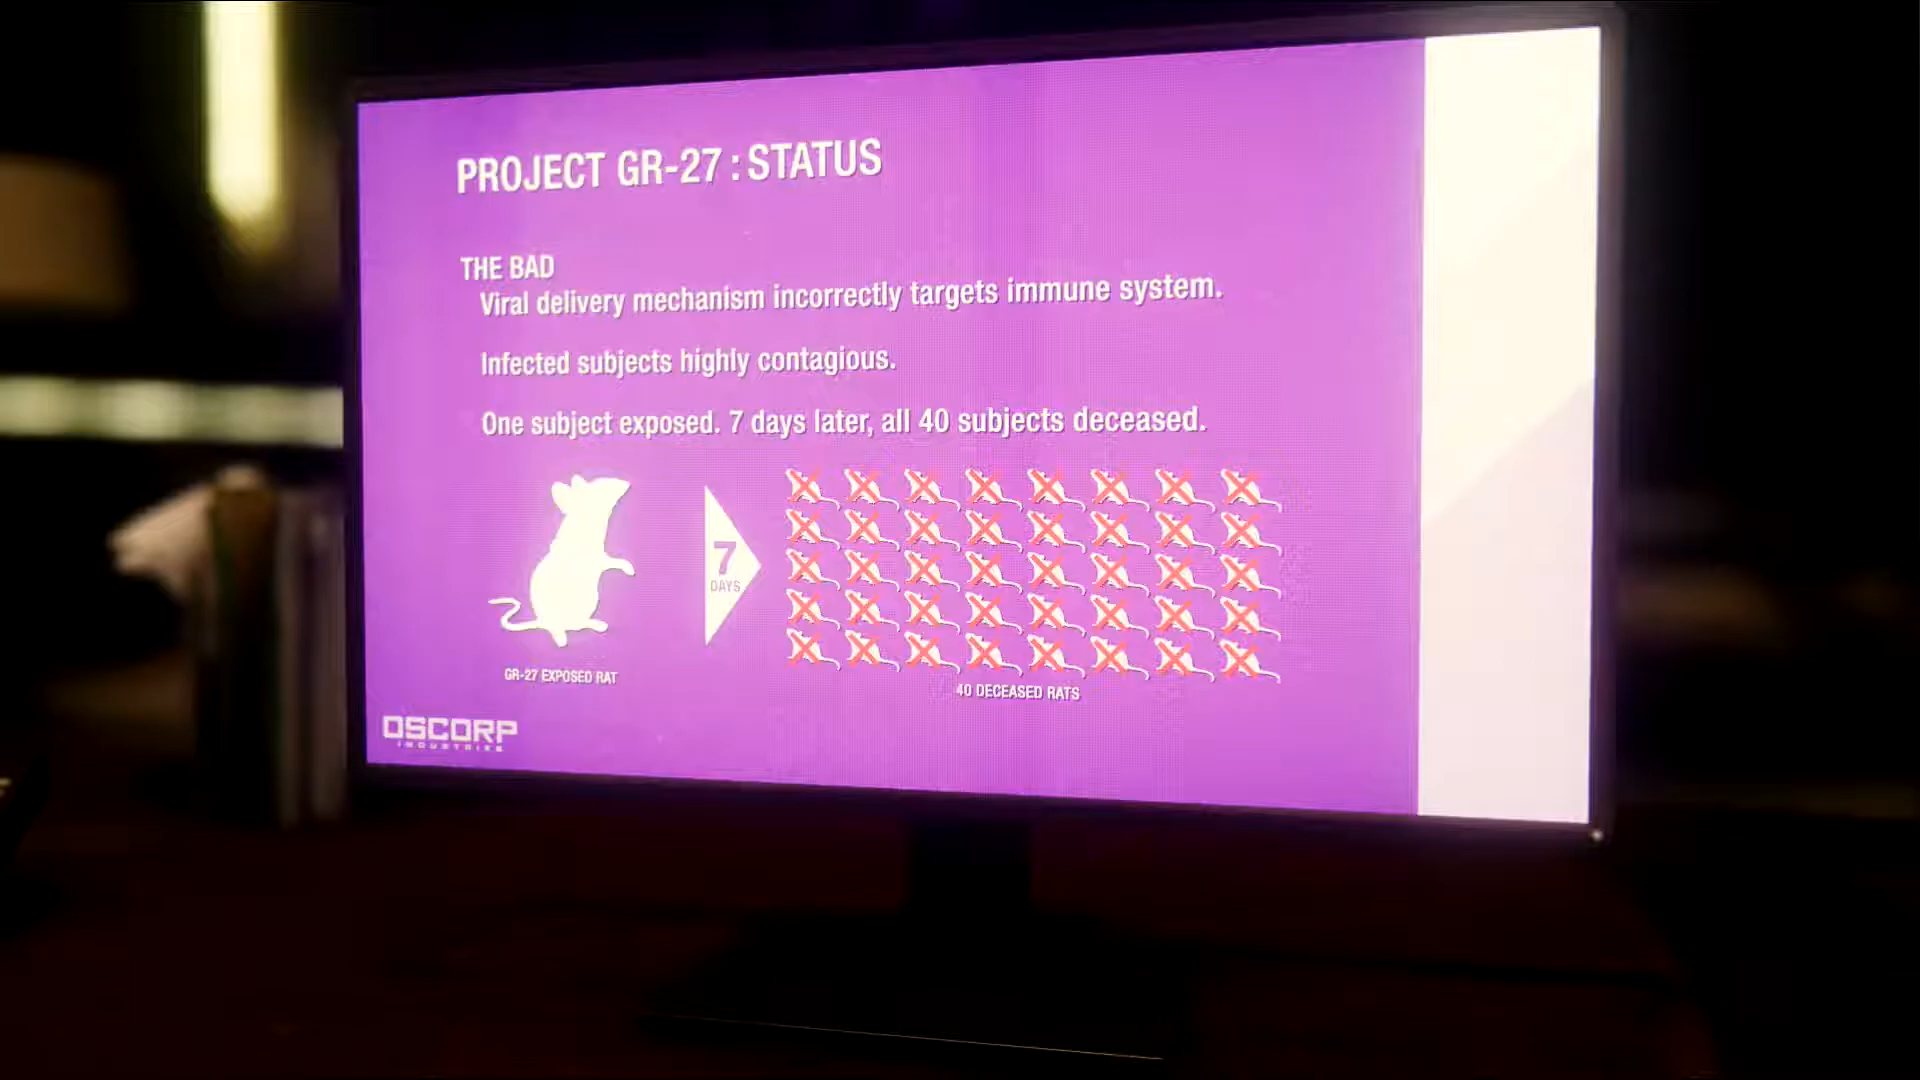 PROJECT GR-27 : STATUS
THE BAD
Viral delivery mechanism incorrectly targets immune system.
Infected subjects highly contagious.
One subject exposed. 7 days later, all 40 subjects deceased.
7
DAYS
GR-27 EXPOSED RAT
40 DECEASED RATS
OSCORP
INDUSTRIES